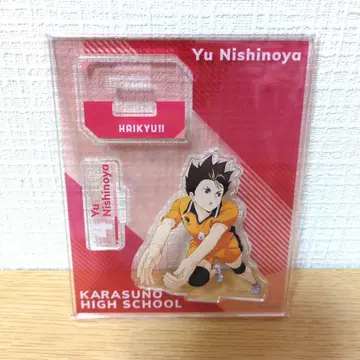 Yu Nishinoya
HAIKYU!!
Yu
Nishinoya
KARASUNO
HIGH SCHOOL